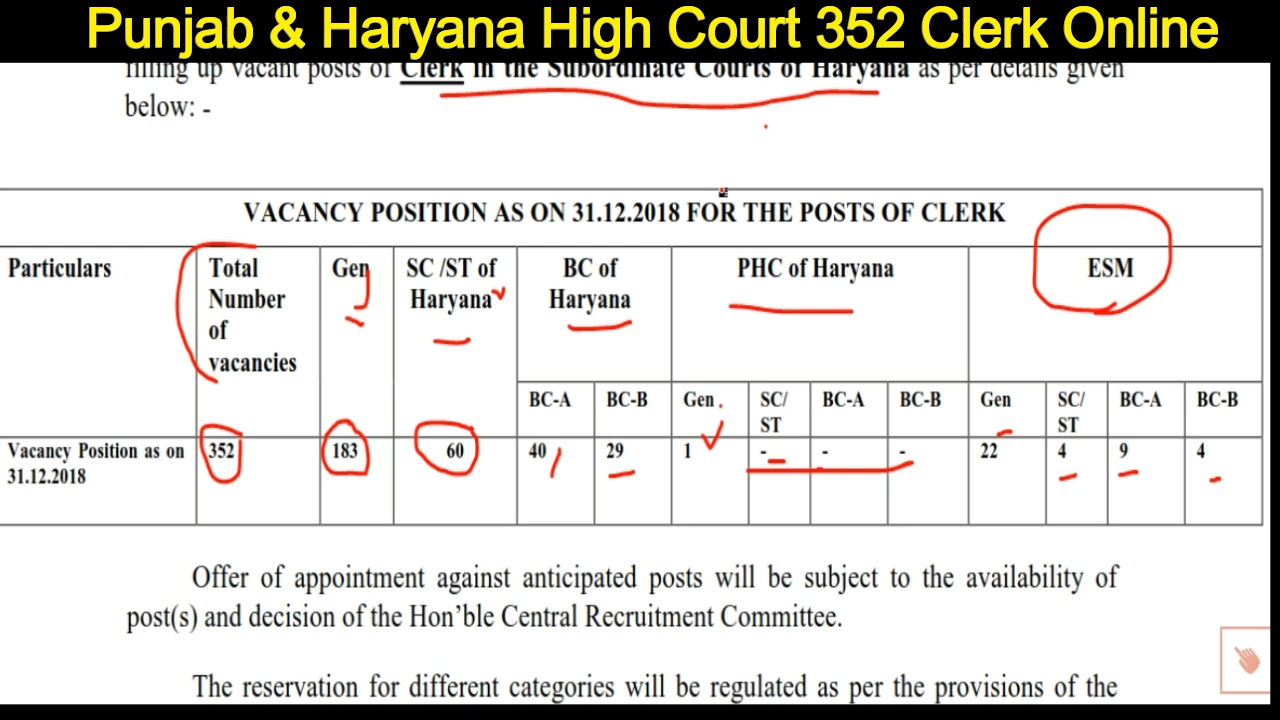 Punjab & Haryana High Court 352 Clerk Online
filling up vacant posts of Clerk in the Subordinate Courts of Haryana as per details given
below: -
VACANCY POSITION AS ON 31.12.2018 FOR THE POSTS OF CLERK
Particulars
Total
Number
of
vacancies
Gen
SC /ST of
Haryana
BC of
Haryana
PHC of Haryana
ESM
BC-A BC-B Gen SC/ BC-A BC-B Gen SC/ BC-A BC-B
ST ST
Vacancy Position as on 352 183 60 40 29 1 - - - 22 4 9 4
31.12.2018
Offer of appointment against anticipated posts will be subject to the availability of
post(s) and decision of the Hon’ble Central Recruitment Committee.
The reservation for different categories will be regulated as per the provisions of the